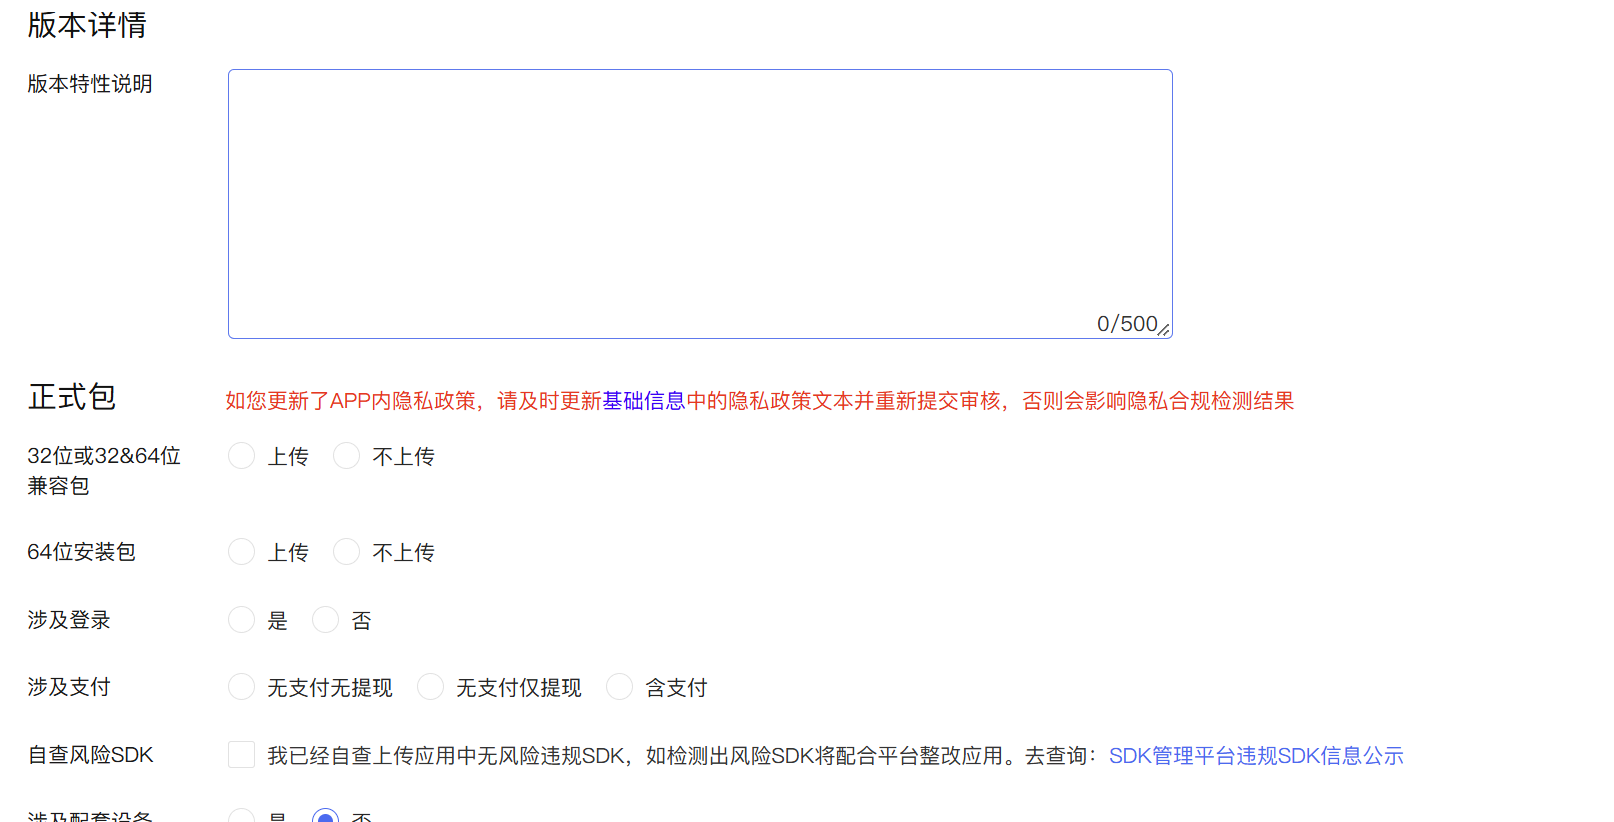 版本详情
版本特性说明
0/500
正式包 如您更新了APP内隐私政策，请及时更新基础信息中的隐私政策文本并重新提交审核，否则会影响隐私合规检测结果
32位或32&64位 上传 不上传
兼容包
64位安装包 上传 不上传
涉及登录 是 否
涉及支付 无支付无提现 无支付仅提现 含支付
自查风险SDK 我已经自查上传应用中无风险违规SDK，如检测出风险SDK将配合平台整改应用。去查询：SDK管理平台违规SDK信息公示
涉及配套设备 是 否